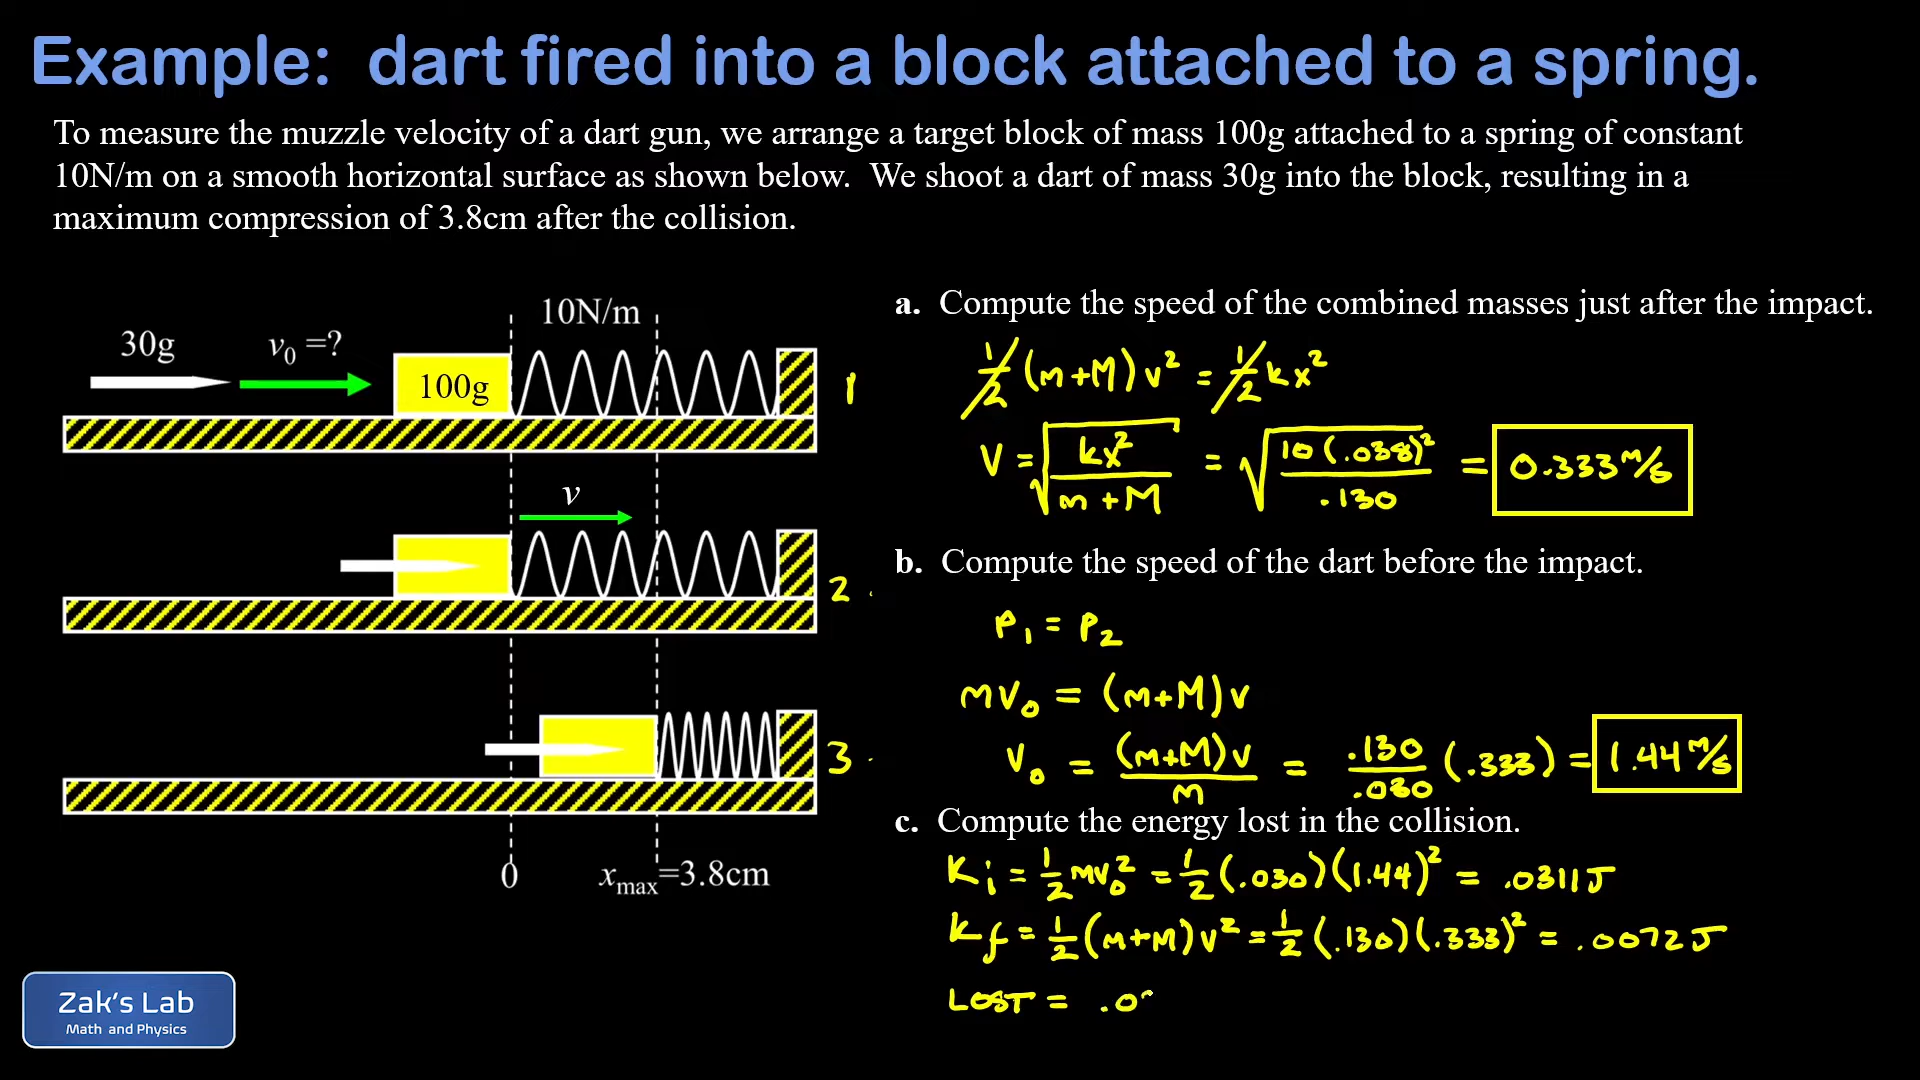 Example: dart fired into a block attached to a spring.
To measure the muzzle velocity of a dart gun, we arrange a target block of mass 100g attached to a spring of constant
10N/m on a smooth horizontal surface as shown below. We shoot a dart of mass 30g into the block, resulting in a
maximum compression of 3.8cm after the collision.
30g
v₀ =?
10N/m
100g
1
v
2
3
0
xmax=3.8cm
a. Compute the speed of the combined masses just after the impact.
1/2 (m+M) v² = 1/2 kx²
V = √(kx²/(m+M)) = √(10(.038)²/.130) = 0.333 m/s
b. Compute the speed of the dart before the impact.
P₁ = P₂
mV₀ = (m+M)V
V₀ = (m+M)V/m = .130/.030 (.333) = 1.44 m/s
c. Compute the energy lost in the collision.
Ki = 1/2 mv₀² = 1/2 (.030)(1.44)² = .0311J
Kf = 1/2 (m+M)v² = 1/2 (.130)(.333)² = .0072J
LOST = .0
Zak's Lab
Math and Physics